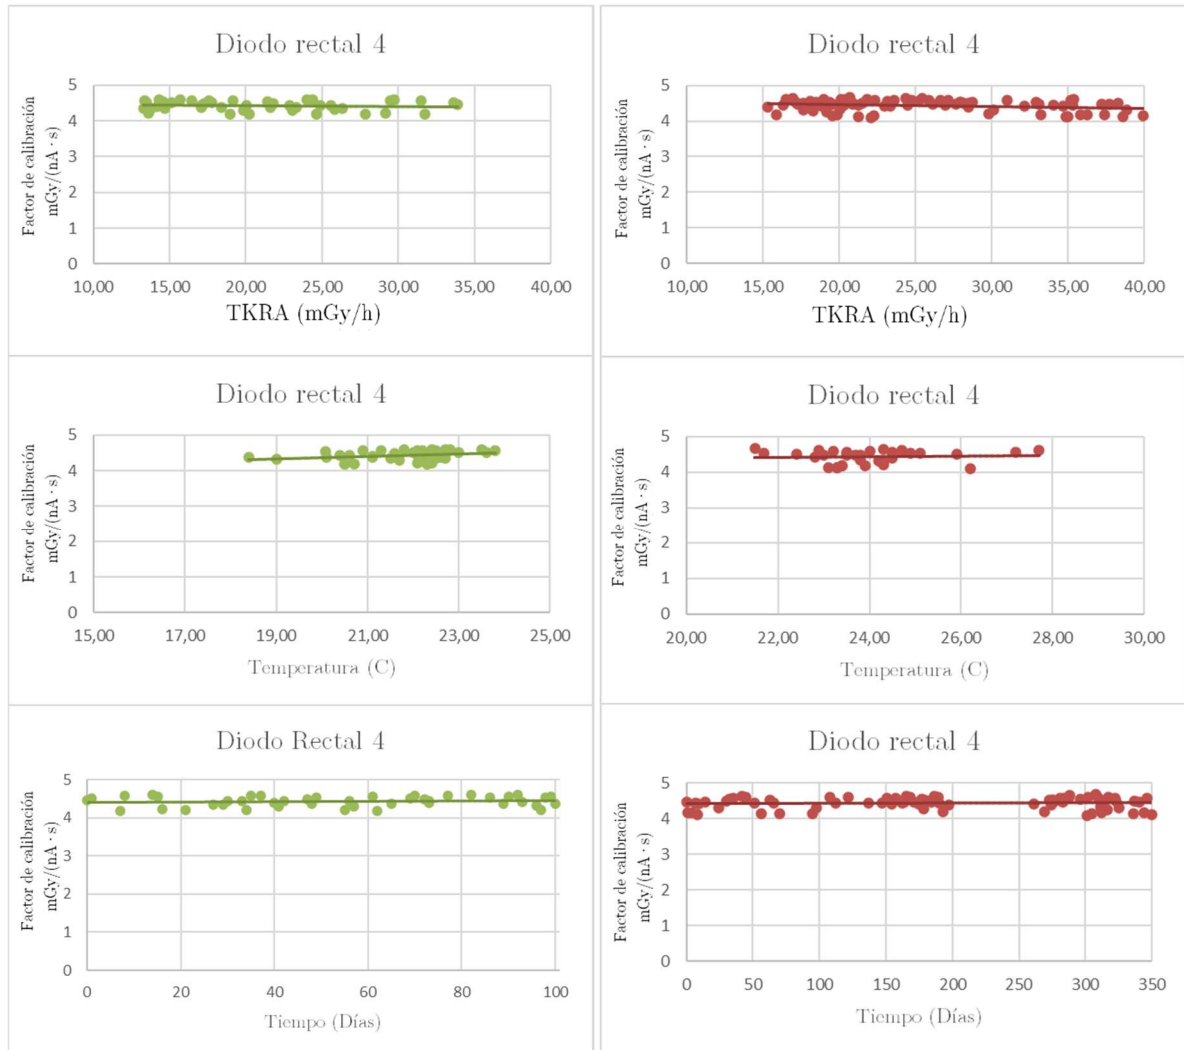 Diodo rectal 4
Factor de calibración
mGy/(nA · s)
5
4
3
2
1
0
10,00 15,00 20,00 25,00 30,00 35,00 40,00
TKRA (mGy/h)
Diodo rectal 4
Factor de calibración
mGy/(nA · s)
5
4
3
2
1
0
10,00 15,00 20,00 25,00 30,00 35,00 40,00
TKRA (mGy/h)
Diodo rectal 4
Factor de calibración
mGy/(nA · s)
5
4
3
2
1
0
15,00 17,00 19,00 21,00 23,00 25,00
Temperatura (C)
Diodo rectal 4
Factor de calibración
mGy/(nA · s)
5
4
3
2
1
0
20,00 22,00 24,00 26,00 28,00 30,00
Temperatura (C)
Diodo Rectal 4
Factor de calibración
mGy/(nA · s)
5
4
3
2
1
0
0 20 40 60 80 100
Tiempo (Días)
Diodo rectal 4
Factor de calibración
mGy/(nA · s)
5
4
3
2
1
0
0 50 100 150 200 250 300 350
Tiempo (Días)